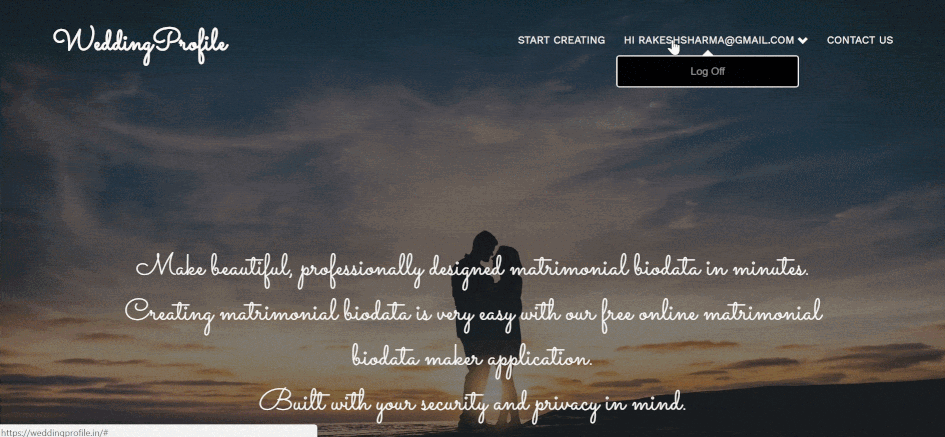 WeddingProfile
START CREATING HI RAKESHSHARMA@GMAIL.COM CONTACT US
Log Off
Make beautiful, professionally designed matrimonial biodata in minutes.
Creating matrimonial biodata is very easy with our free online matrimonial
biodata maker application.
Built with your security and privacy in mind.
https://weddingprofile.in/#